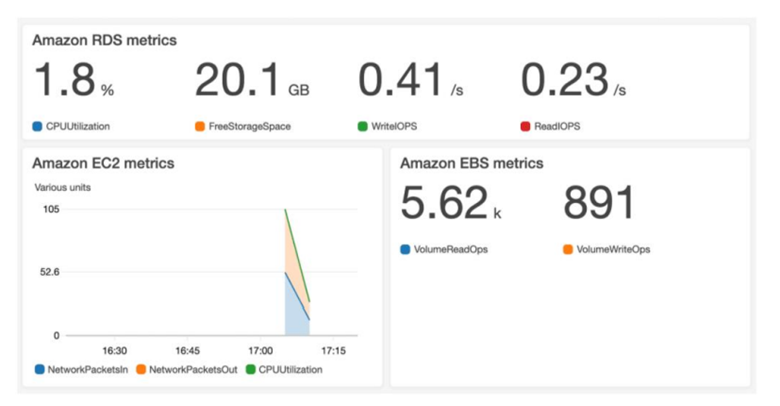 Amazon RDS metrics
1.8 % 20.1 GB 0.41 /s 0.23 /s
CPUUtilization FreeStorageSpace WriteIOPS ReadIOPS
Amazon EC2 metrics
Various units
105
52.6
0
16:30 16:45 17:00 17:15
NetworkPacketsIn NetworkPacketsOut CPUUtilization
Amazon EBS metrics
5.62 k 891
VolumeReadOps VolumeWriteOps